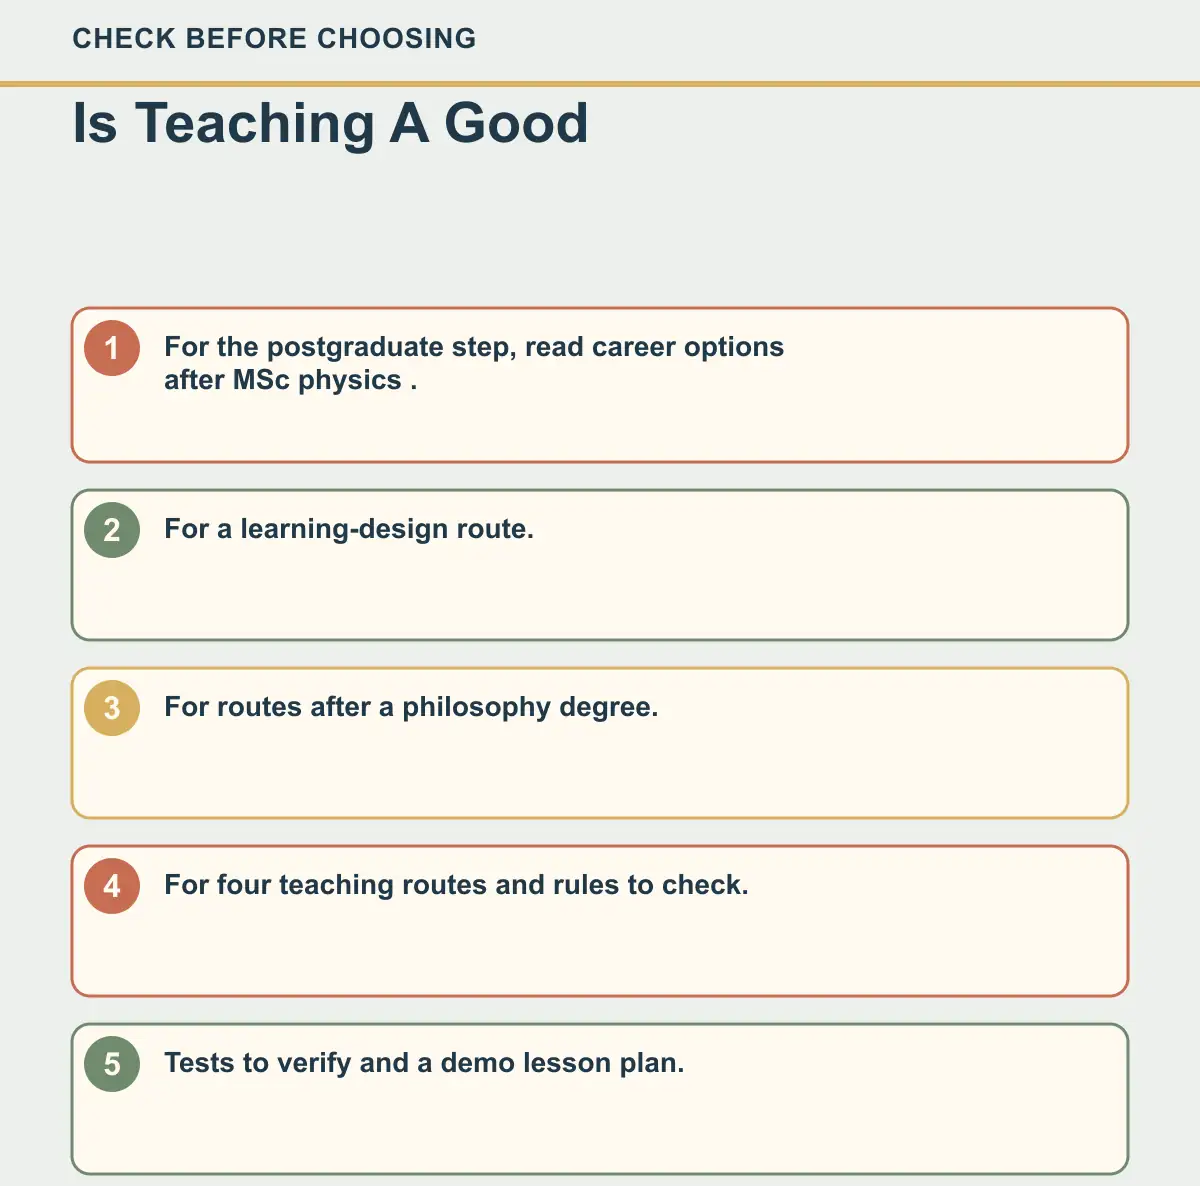 CHECK BEFORE CHOOSING
Is Teaching A Good
1
For the postgraduate step, read career options
after MSc physics .
2
For a learning-design route.
3
For routes after a philosophy degree.
4
For four teaching routes and rules to check.
5
Tests to verify and a demo lesson plan.